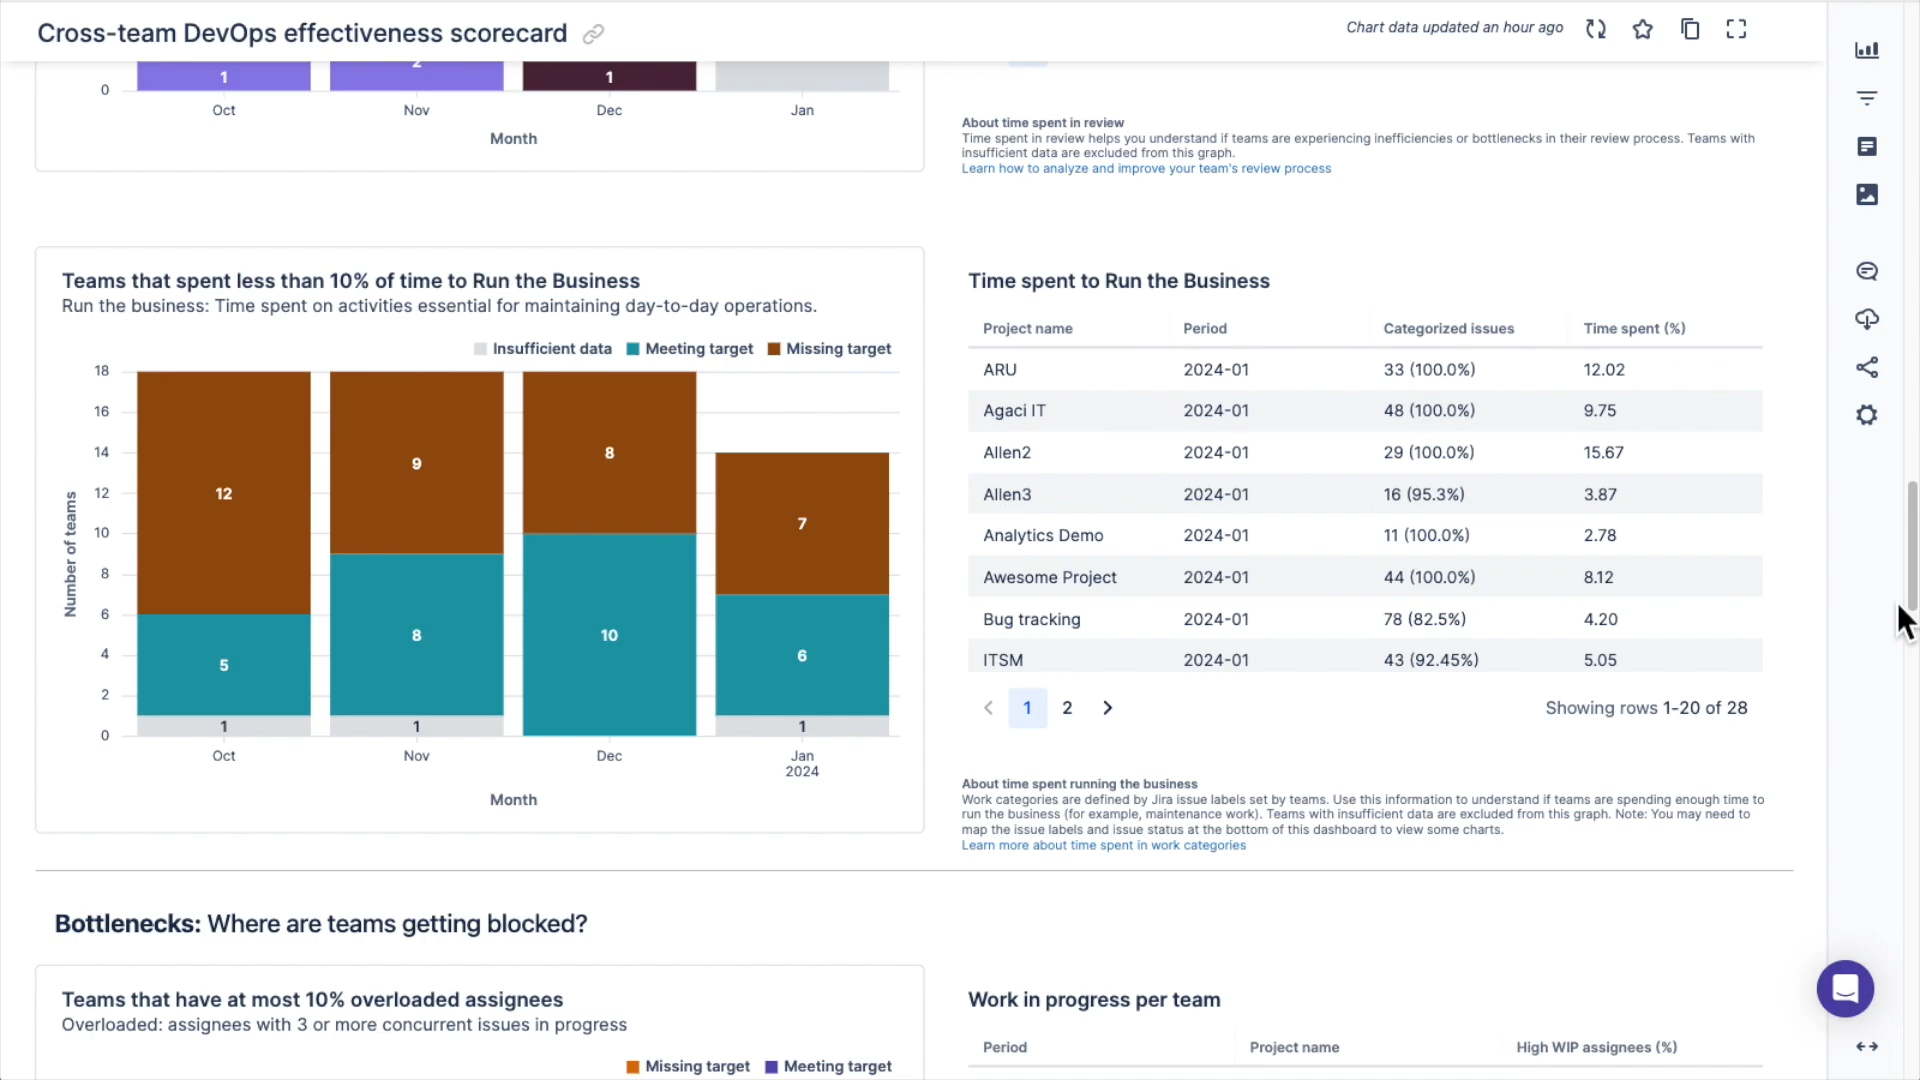 Cross-team DevOps effectiveness scorecard
Chart data updated an hour ago
0
1
2
1
Oct
Nov
Dec
Jan
Month
About time spent in review
Time spent in review helps you understand if teams are experiencing inefficiencies or bottlenecks in their review process. Teams with
insufficient data are excluded from this graph.
Learn how to analyze and improve your team's review process
Teams that spent less than 10% of time to Run the Business
Run the business: Time spent on activities essential for maintaining day-to-day operations.
Insufficient data
Meeting target
Missing target
Number of teams
18
16
14
12
10
8
6
4
2
0
12
5
1
9
8
1
8
10
7
6
1
Oct
Nov
Dec
Jan
2024
Month
Time spent to Run the Business
Project name Period Categorized issues Time spent (%)
ARU 2024-01 33 (100.0%) 12.02
Agaci IT 2024-01 48 (100.0%) 9.75
Allen2 2024-01 29 (100.0%) 15.67
Allen3 2024-01 16 (95.3%) 3.87
Analytics Demo 2024-01 11 (100.0%) 2.78
Awesome Project 2024-01 44 (100.0%) 8.12
Bug tracking 2024-01 78 (82.5%) 4.20
ITSM 2024-01 43 (92.45%) 5.05
1 2
Showing rows 1-20 of 28
About time spent running the business
Work categories are defined by Jira issue labels set by teams. Use this information to understand if teams are spending enough time to
run the business (for example, maintenance work). Teams with insufficient data are excluded from this graph. Note: You may need to
map the issue labels and issue status at the bottom of this dashboard to view some charts.
Learn more about time spent in work categories
Bottlenecks: Where are teams getting blocked?
Teams that have at most 10% overloaded assignees
Overloaded: assignees with 3 or more concurrent issues in progress
Missing target
Meeting target
Work in progress per team
Period Project name High WIP assignees (%)